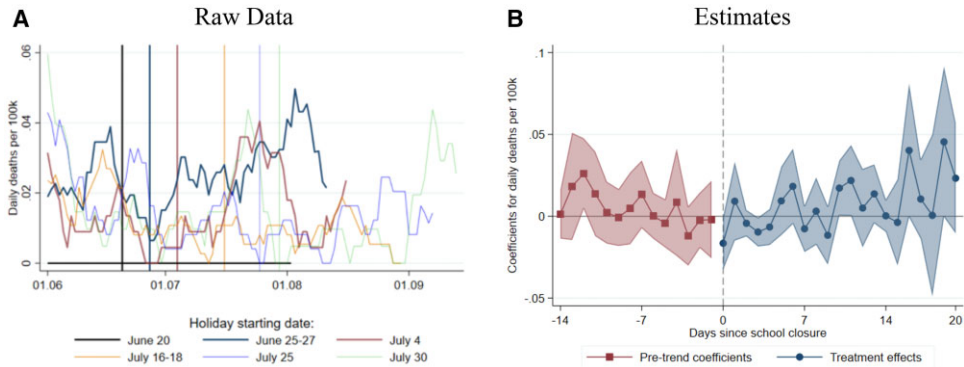 A
Raw Data
Daily deaths per 100k
.06
.04
.02
0
01.06
01.07
01.08
01.09
Holiday starting date:
June 20
June 25-27
July 4
July 16-18
July 25
July 30
B
Estimates
Coefficients for daily deaths per 100k
.1
.05
0
-.05
-14
-7
0
7
14
20
Days since school closure
Pre-trend coefficients
Treatment effects